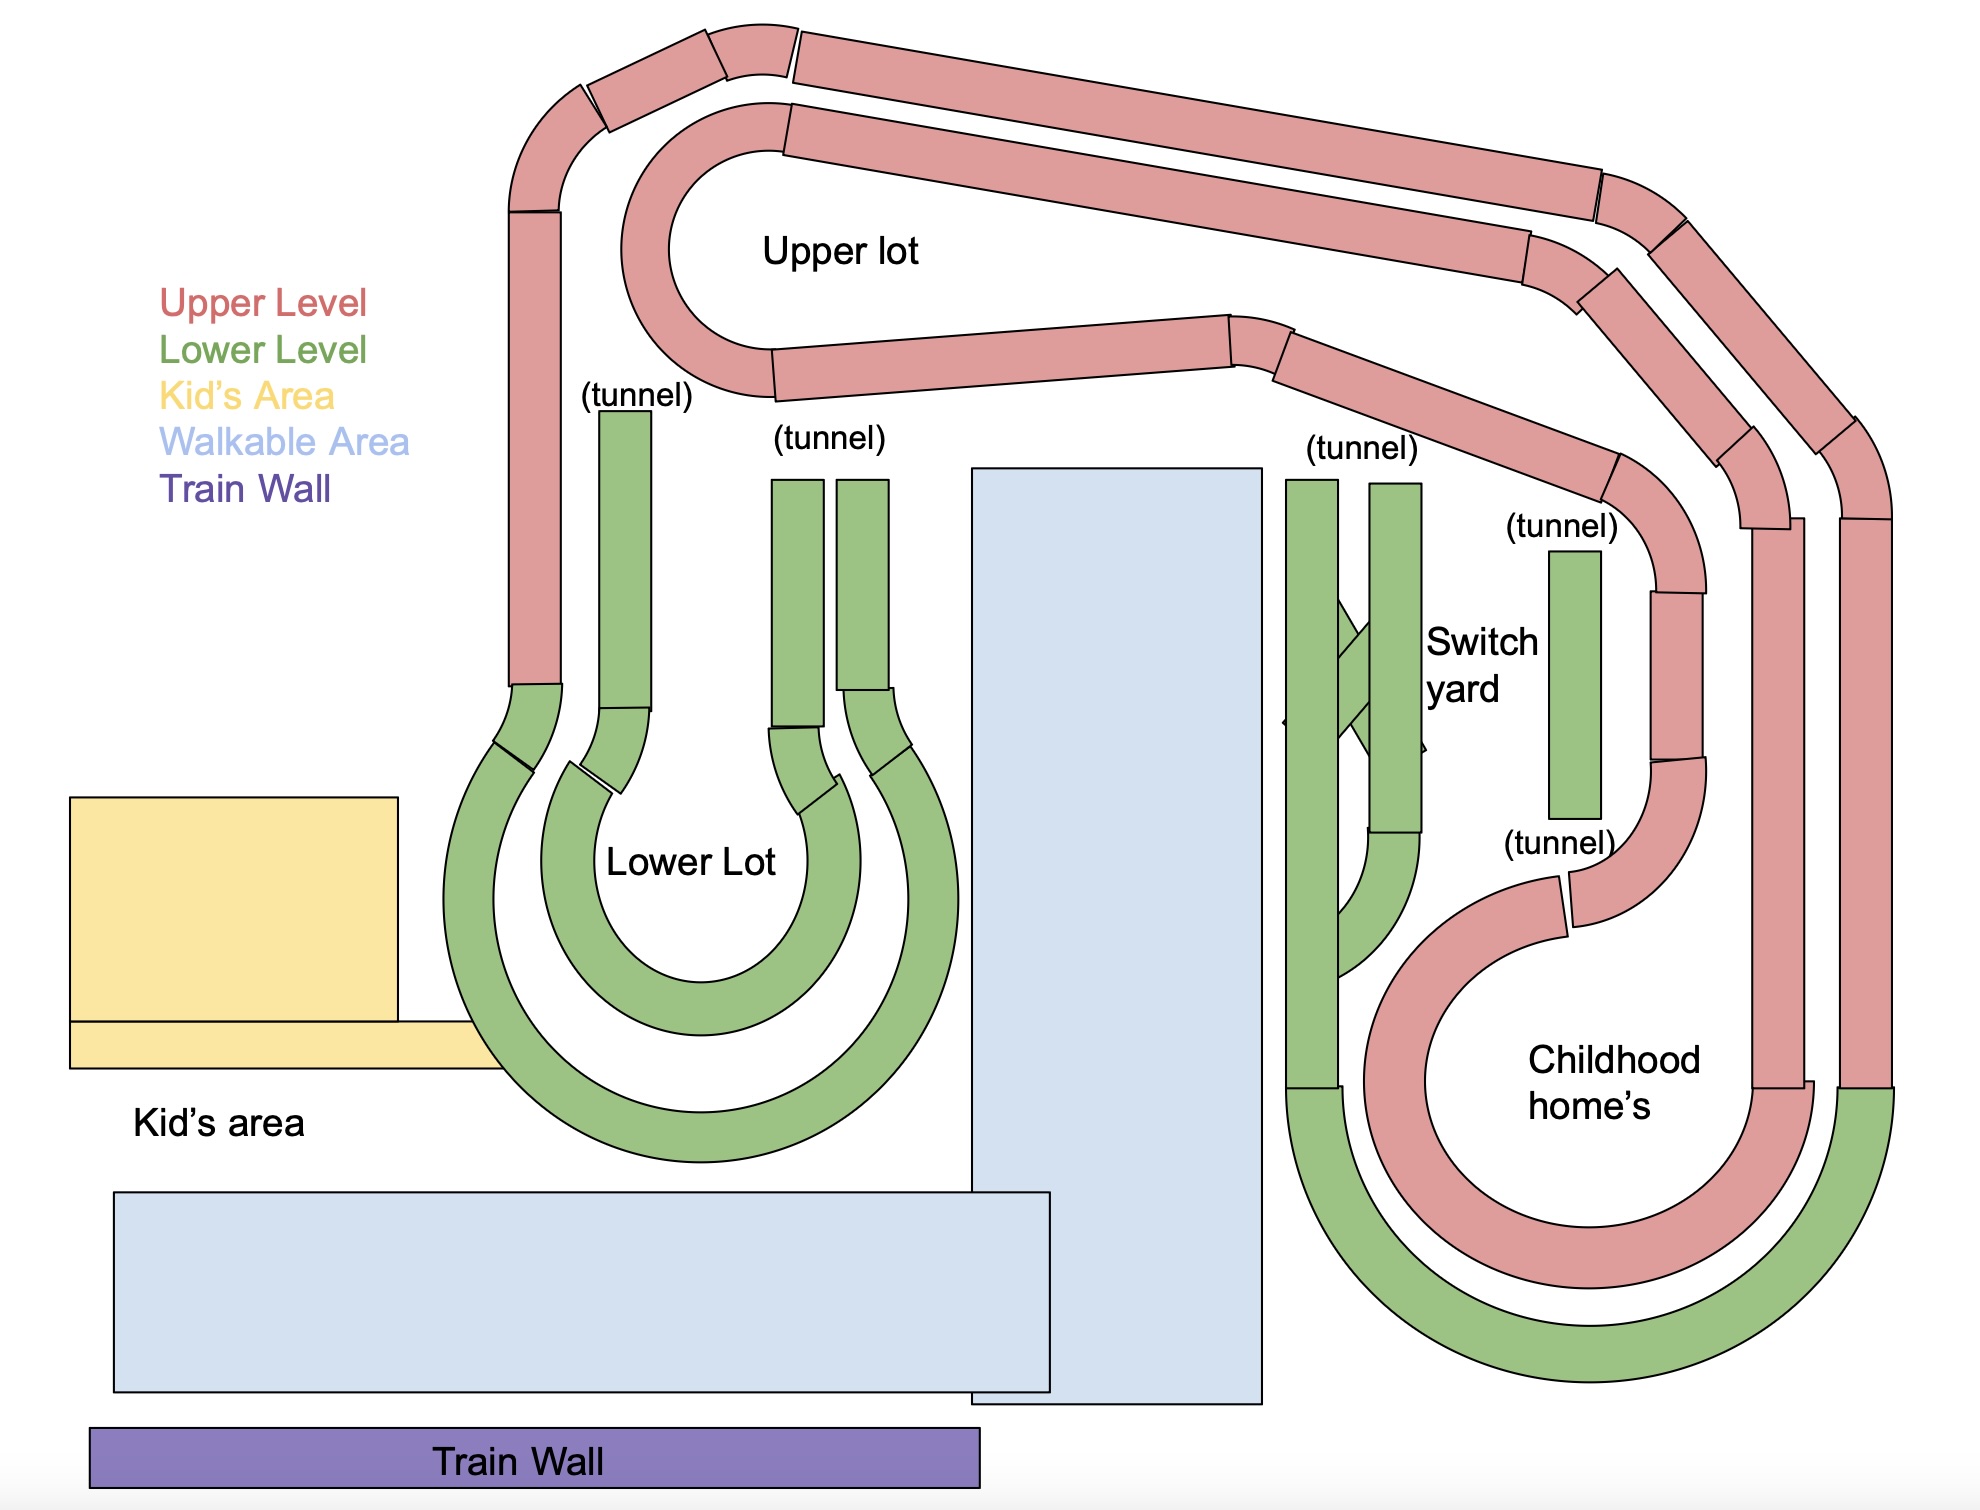 Upper lot
Upper Level
Lower Level
Kid's Area
Walkable Area
Train Wall
(tunnel)
(tunnel)
(tunnel)
(tunnel)
Switch
yard
(tunnel)
Lower Lot
Childhood
home's
Kid's area
Train Wall